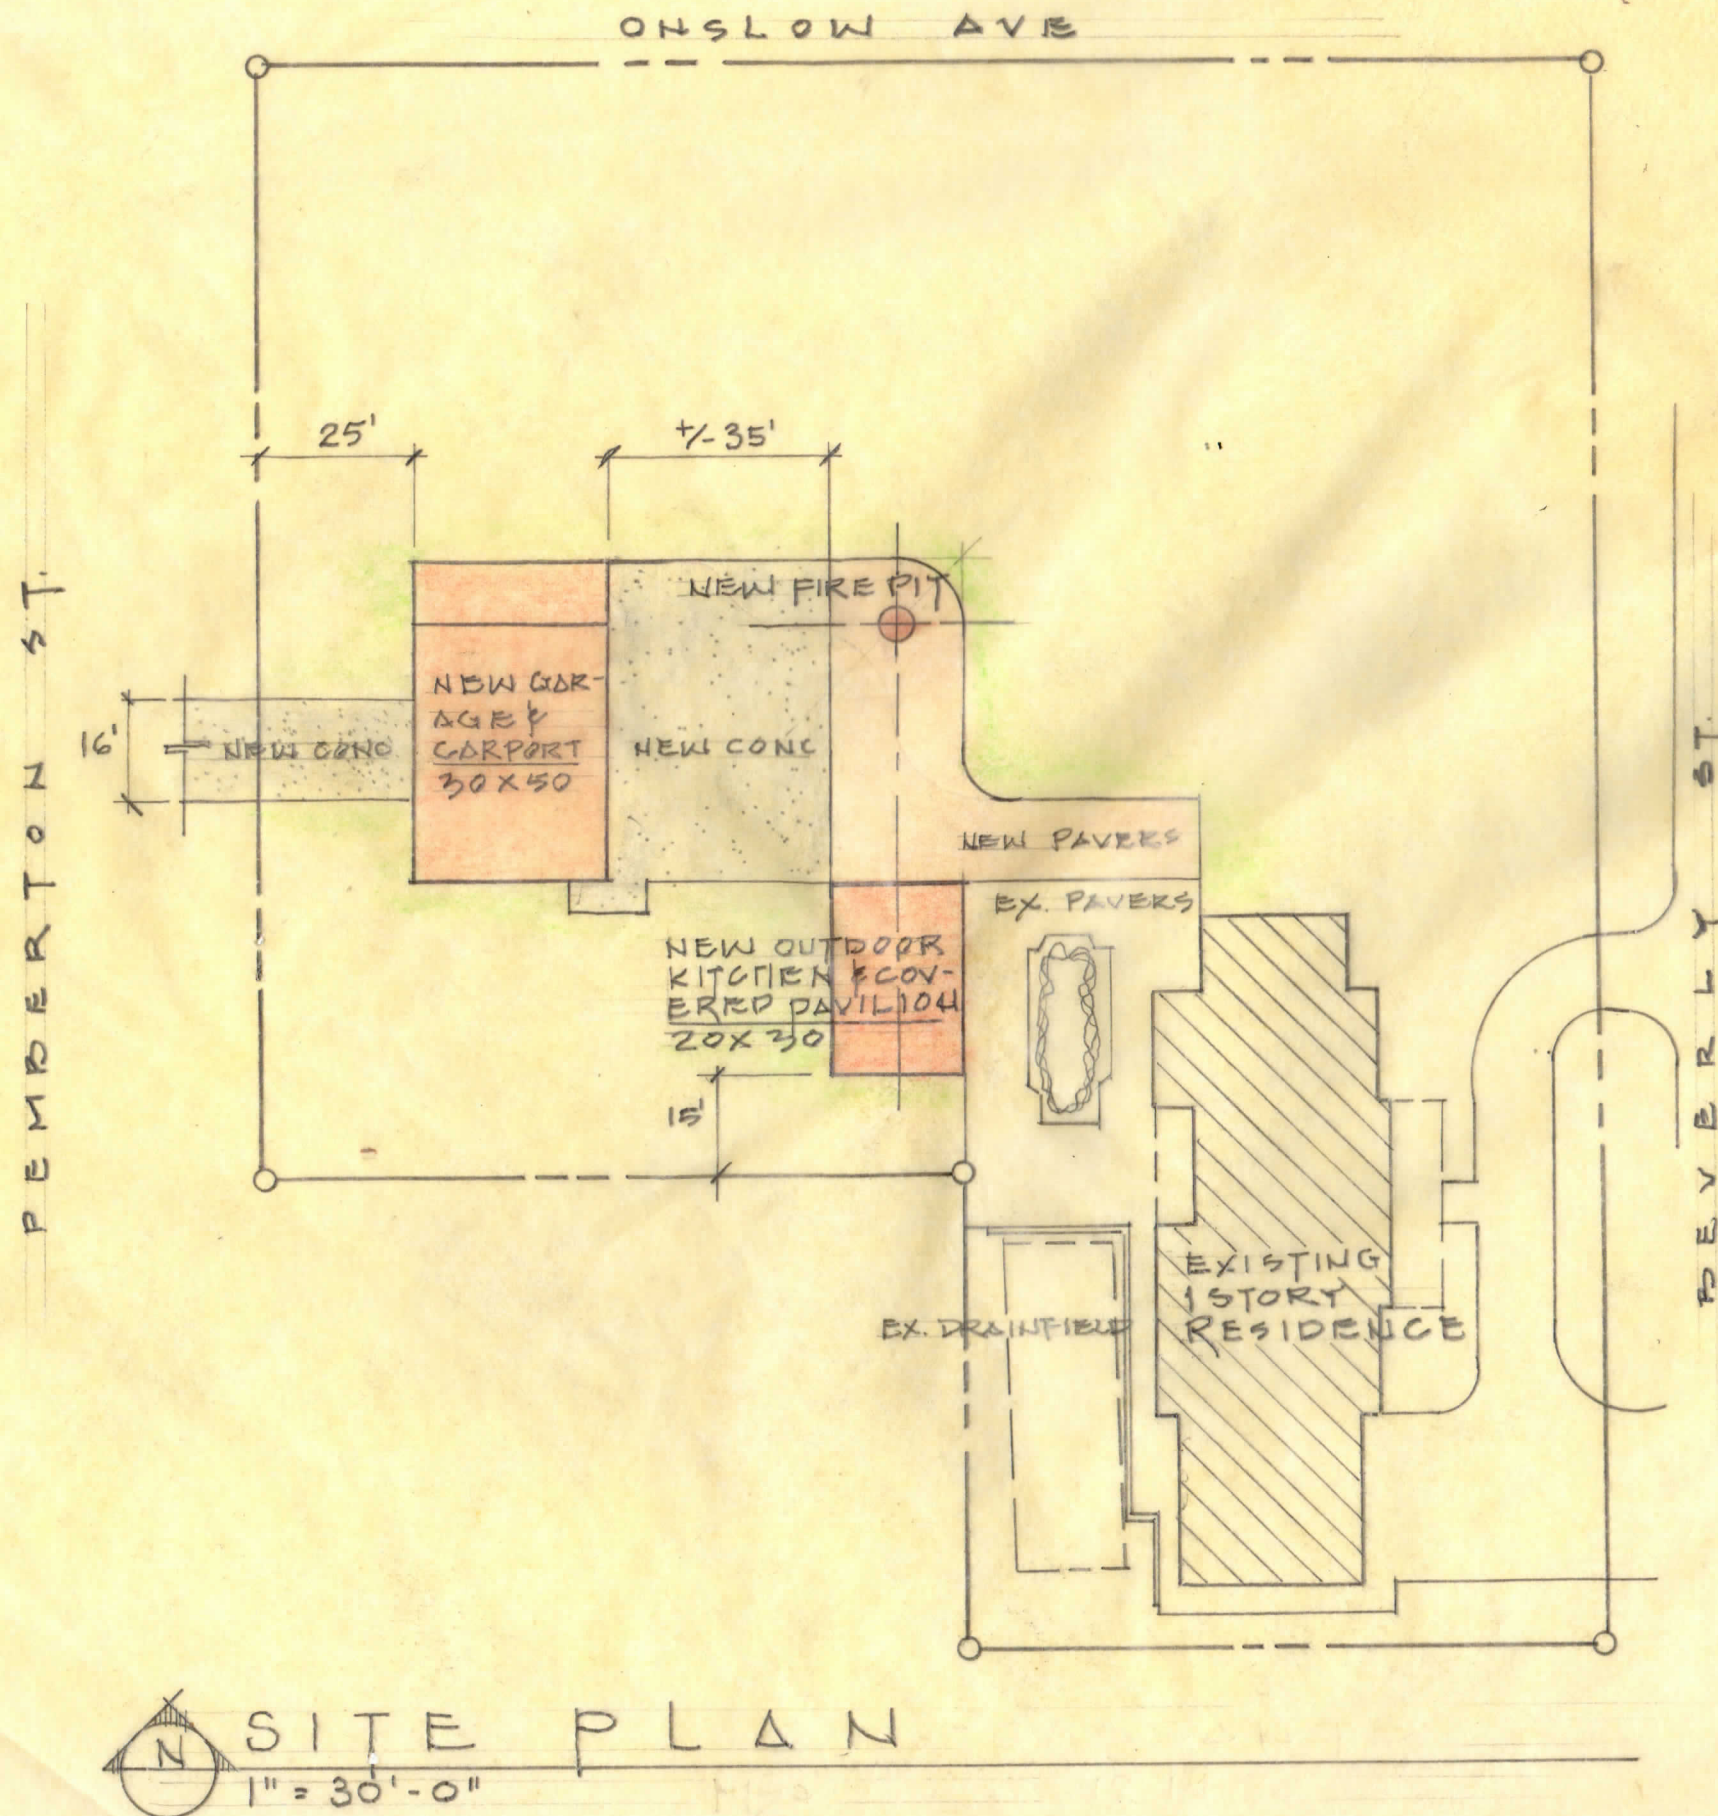 ONSLOW AVE
25'
+/-35'
NEW FIRE PIT
PEMBERTON ST.
16'
NEW CONC
NEW GAR-
AGE &
CARPORT
30 X 50
NEW CONC
BEVERLY ST.
NEW PAVERS
EX. PAVERS
NEW OUTDOOR
KITCHEN & COV-
ERED PAVILION
20 X 30
15'
EXISTING
1 STORY
RESIDENCE
EX. DRAINFIELD
N
SITE PLAN
1" = 30'-0"